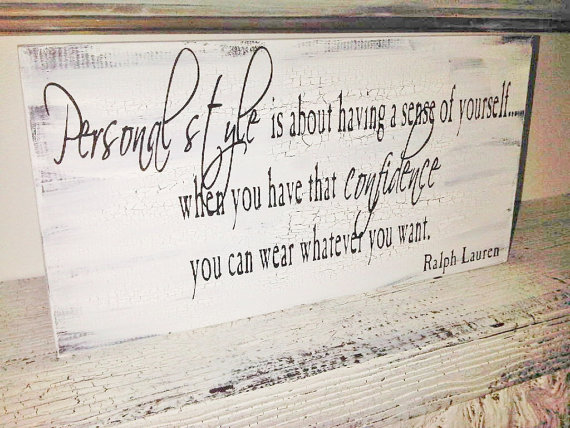 Personal style is about having a sense of yourself....
when you have that confidence
you can wear whatever you want.
Ralph Lauren